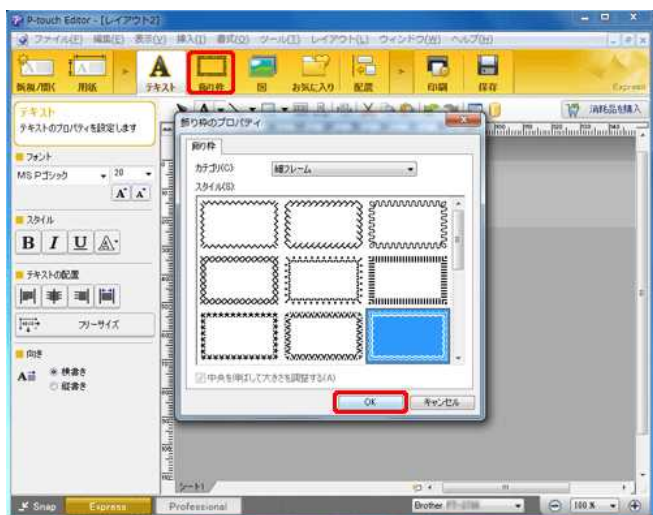 P-touch Editor - [レイアウト2]
ファイル(F) 編集(E) 表示(V) 挿入(I) 書式(O) ツール(T) レイアウト(L) ウィンドウ(W) ヘルプ(H)
新規/開く 用紙 テキスト 飾り枠 図 お気に入り 配置 印刷 保存
Express
テキスト
テキストのプロパティを設定します
消耗品を購入
フォント
MS Pゴシック 20
A A
スタイル
B I U A
テキストの配置
フリーサイズ
向き
A 横書き
縦書き
飾り枠のプロパティ
飾り枠
カテゴリ(C) 細フレーム
スタイル(S)
中央を伸ばして大きさを調整する(A)
OK キャンセル
シート1
Snap Express Professional
Brother
100 %